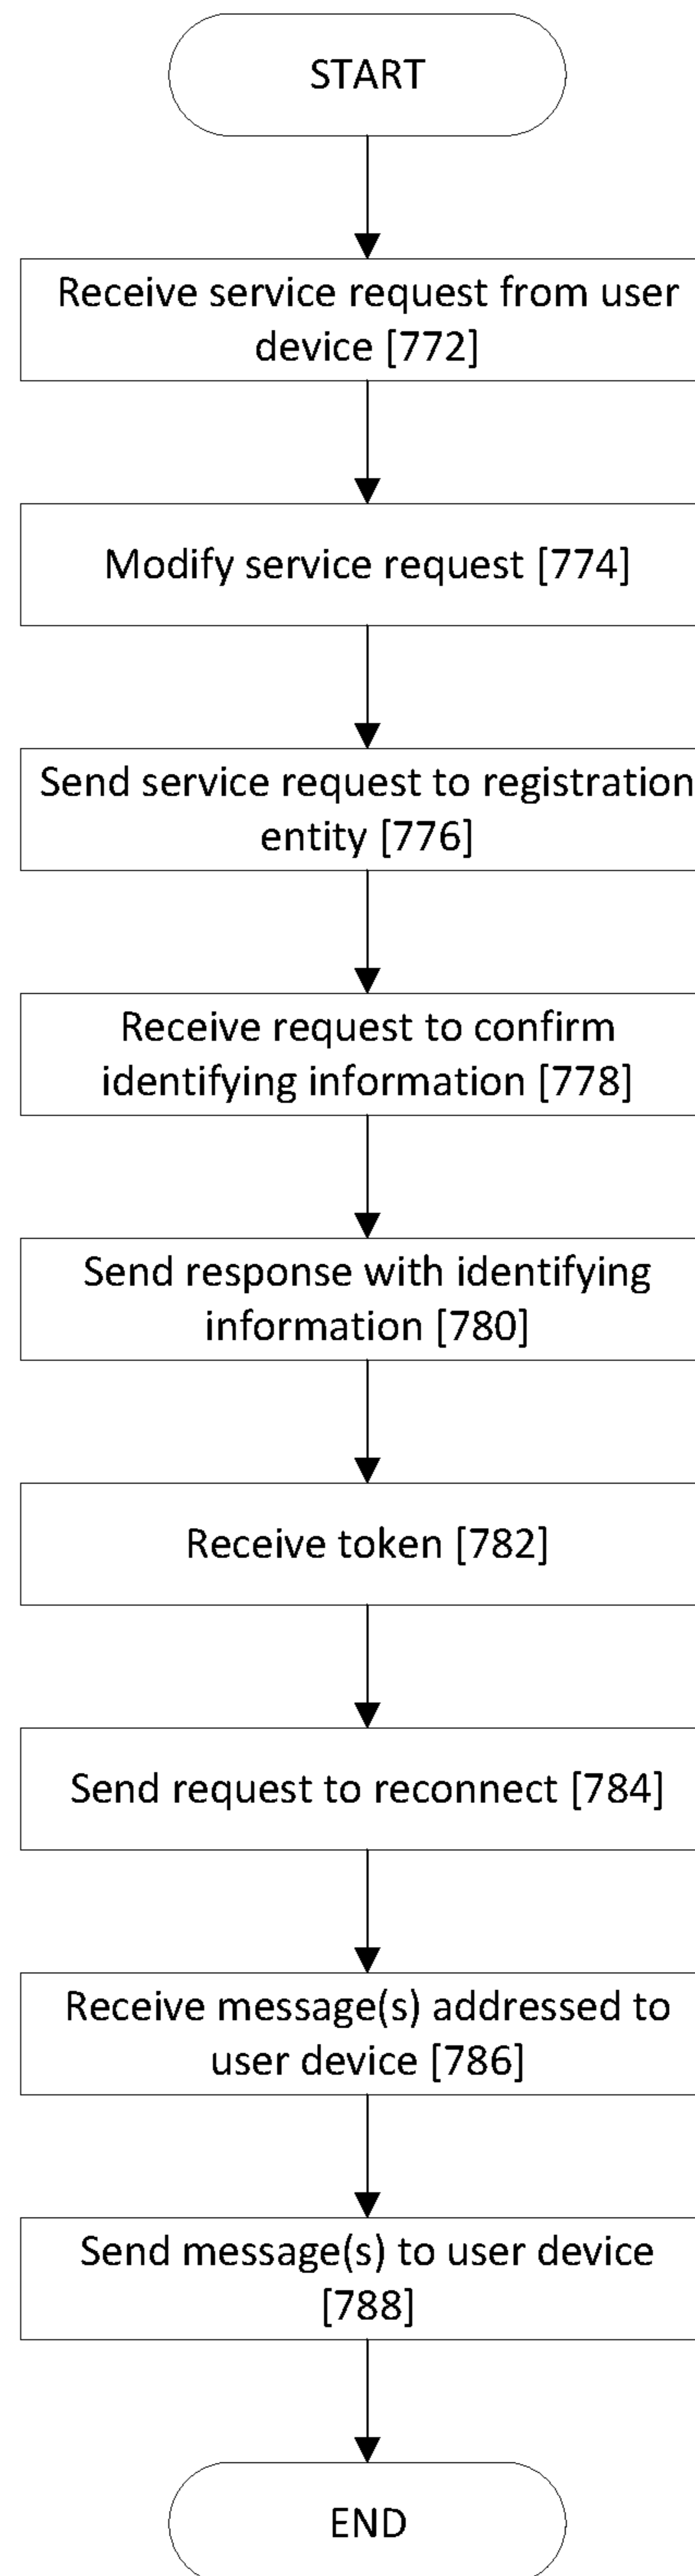 START
Receive service request from user
device [772]
Modify service request [774]
Send service request to registration
entity [776]
Receive request to confirm
identifying information [778]
Send response with identifying
information [780]
Receive token [782]
Send request to reconnect [784]
Receive message(s) addressed to
user device [786]
Send message(s) to user device
[788]
END